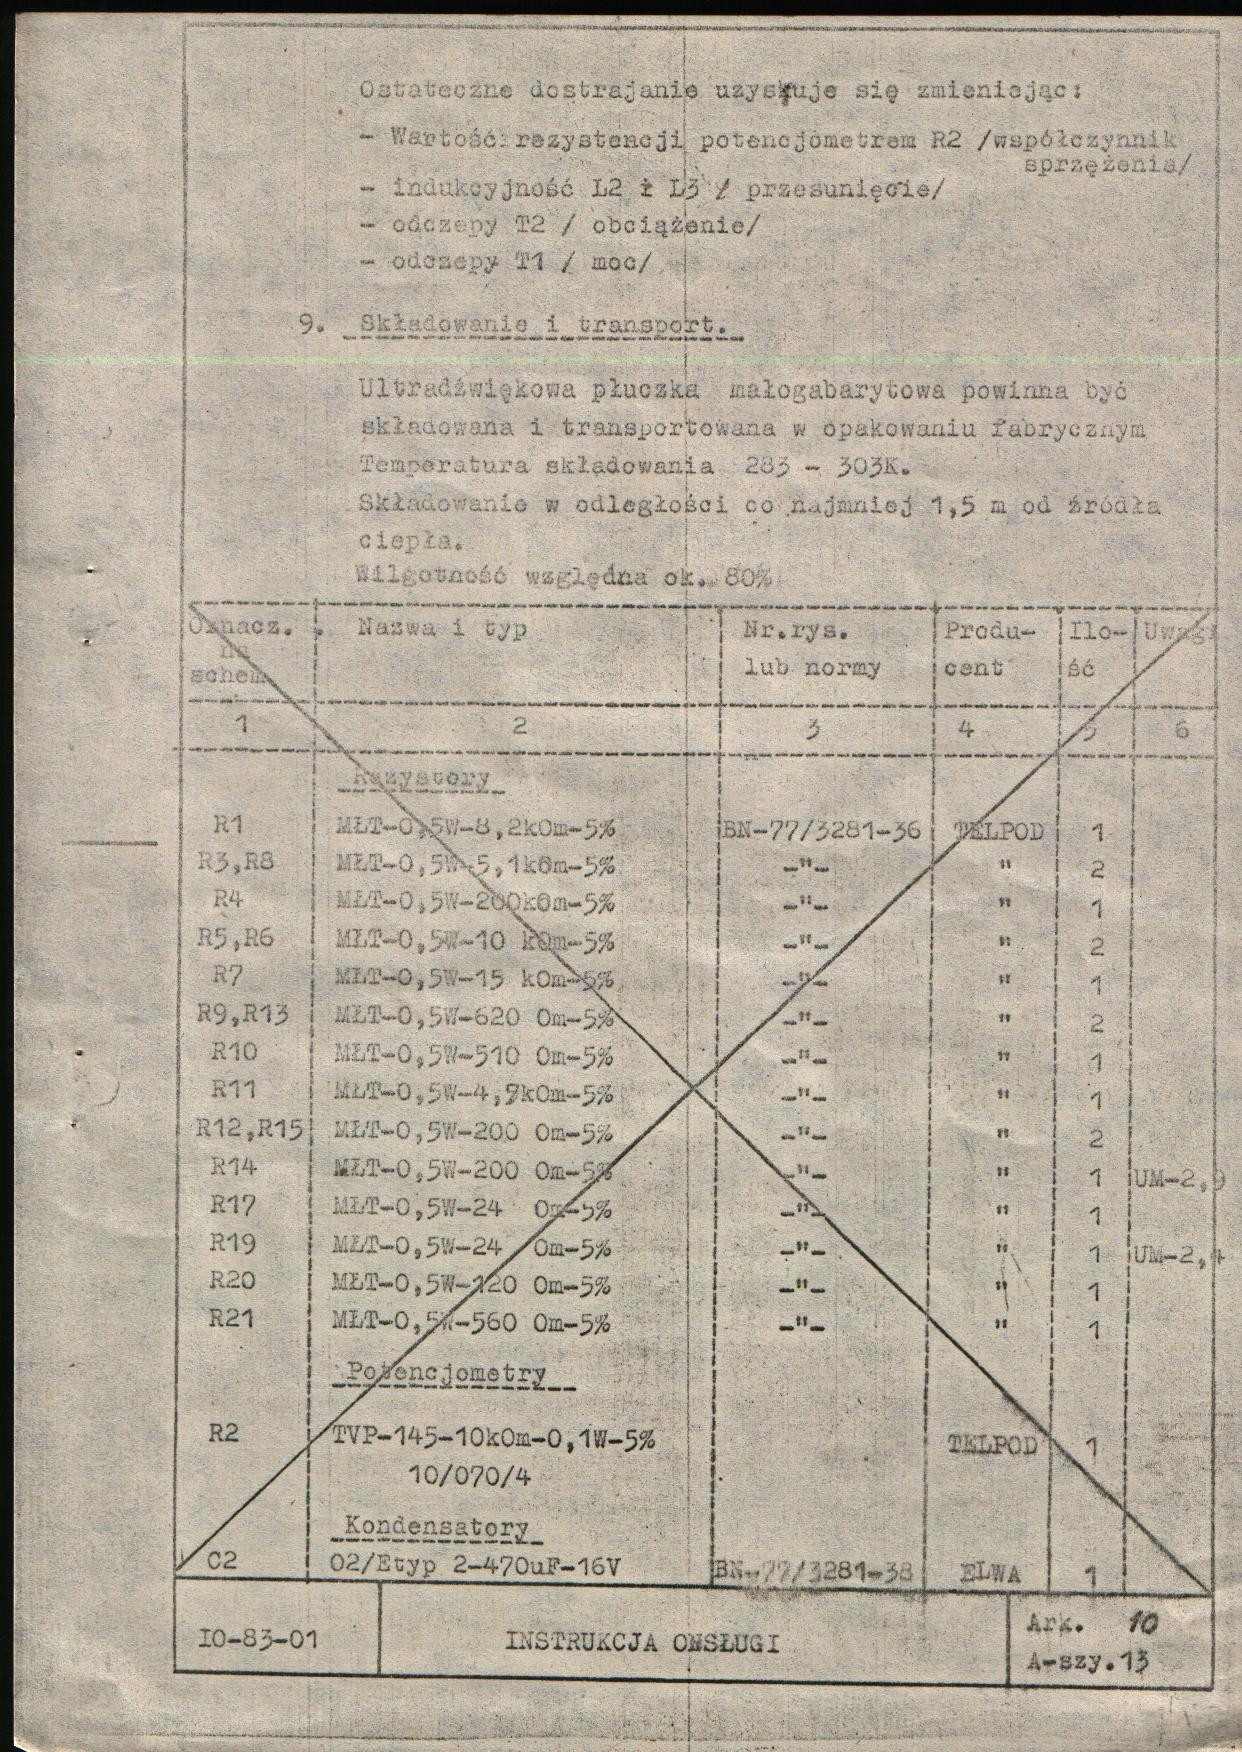 Ostateczne dostrajanie uzyskuje się zmieniejąc:
- Wartość rezystencji potencjometrem R2 /współczynnik
sprzężenie/
- indukcyjność L2 i L3 / przesunięcie/
- odczepy T2 / obciążenie/
- odczepy T1 / moc/
9. Składowanie i transport.
Ultradźwiękowa płuczka małogabarytowa powinna być
składowana i transportowana w opakowaniu fabrycznym
Temperatura składowania 283 - 303K.
Składowanie w odległości co najmniej 1,5 m od źródła
ciepła.
Wilgotność względna ok. 80%
Oznacz. Nazwa i typ Nr.rys. Produ- Ilo- Uwagi
na lub normy cent ść
schem.
1 2 3 4 5 6
Rezystory
R1 MŁT-0,5W-8,2kOm-5% BN-77/3281-36 TELPOD 1
R3,R8 MŁT-0,5W-5,1kOm-5% -"- " 2
R4 MŁT-0,5W-200kOm-5% -"- " 1
R5,R6 MŁT-0,5W-10 kOm-5% -"- " 2
R7 MŁT-0,5W-15 kOm-5% -"- " 1
R9,R13 MŁT-0,5W-620 Om-5% -"- " 2
R10 MŁT-0,5W-510 Om-5% -"- " 1
R11 -"- " 1
R12,R15 MŁT-0,5W-200 Om-5% -"- " 2
R14 MŁT-0,5W-200 Om-5% -"- " 1 UM-2,9
R17 MŁT-0,5W-24 Om-5% -"- " 1
R19 MŁT-0,5W-24 Om-5% -"- " 1 UM-2,4
R20 MŁT-0,5W-120 Om-5% -"- " 1
R21 MŁT-0,5W-560 Om-5% -"- " 1
Potencjometry
R2 TVP-145-10kOm-0,1W-5% TELPOD 1
10/070/4
Kondensatory
C2 02/Etyp 2-470uF-16V BN-77/3281-38 ELWA 1
IO-83-01 INSTRUKCJA OBSŁUGI Ark. 10
A-szy.13